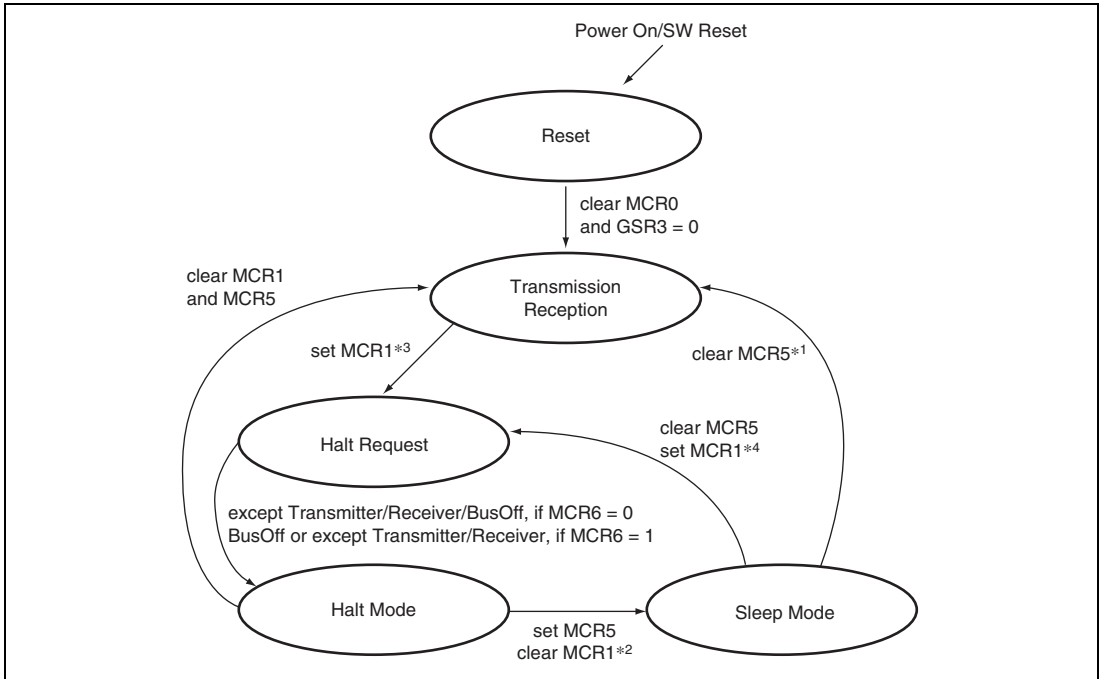 Power On/SW Reset
Reset
clear MCR0
and GSR3 = 0
clear MCR1
and MCR5
Transmission
Reception
set MCR1*3
clear MCR5*1
Halt Request
clear MCR5
set MCR1*4
except Transmitter/Receiver/BusOff, if MCR6 = 0
BusOff or except Transmitter/Receiver, if MCR6 = 1
Halt Mode
Sleep Mode
set MCR5
clear MCR1*2